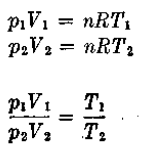 p₁V₁ = nRT₁
p₂V₂ = nRT₂
p₁V₁/p₂V₂ = T₁/T₂